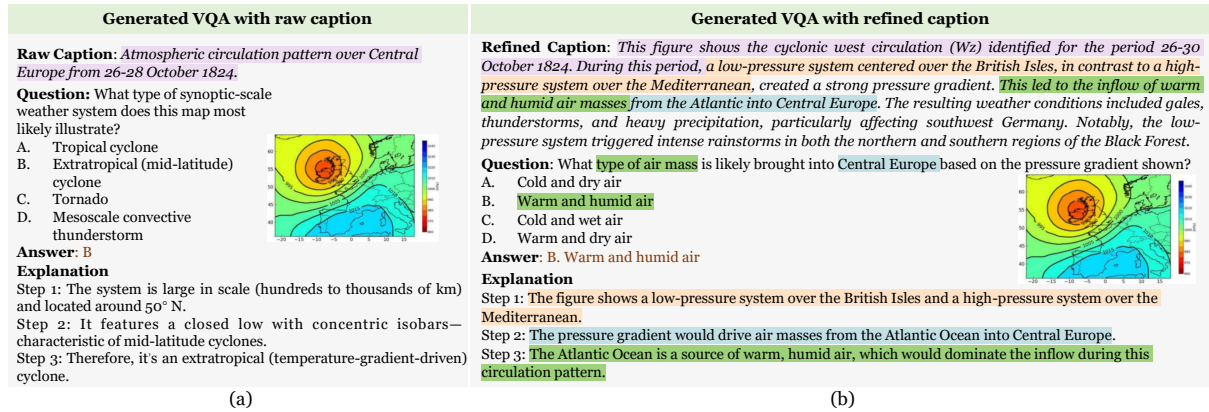 Generated VQA with raw caption
Raw Caption: Atmospheric circulation pattern over Central
Europe from 26-28 October 1824.
Question: What type of synoptic-scale
weather system does this map most
likely illustrate?
A. Tropical cyclone
B. Extratropical (mid-latitude)
cyclone
C. Tornado
D. Mesoscale convective
thunderstorm
Answer: B
Explanation
Step 1: The system is large in scale (hundreds to thousands of km)
and located around 50° N.
Step 2: It features a closed low with concentric isobars—
characteristic of mid-latitude cyclones.
Step 3: Therefore, it's an extratropical (temperature-gradient-driven)
cyclone.
(a)
Generated VQA with refined caption
Refined Caption: This figure shows the cyclonic west circulation (Wz) identified for the period 26-30
October 1824. During this period, a low-pressure system centered over the British Isles, in contrast to a high-
pressure system over the Mediterranean, created a strong pressure gradient. This led to the inflow of warm
and humid air masses from the Atlantic into Central Europe. The resulting weather conditions included gales,
thunderstorms, and heavy precipitation, particularly affecting southwest Germany. Notably, the low-
pressure system triggered intense rainstorms in both the northern and southern regions of the Black Forest.
Question: What type of air mass is likely brought into Central Europe based on the pressure gradient shown?
A. Cold and dry air
B. Warm and humid air
C. Cold and wet air
D. Warm and dry air
Answer: B. Warm and humid air
Explanation
Step 1: The figure shows a low-pressure system over the British Isles and a high-pressure system over the
Mediterranean.
Step 2: The pressure gradient would drive air masses from the Atlantic Ocean into Central Europe.
Step 3: The Atlantic Ocean is a source of warm, humid air, which would dominate the inflow during this
circulation pattern.
(b)